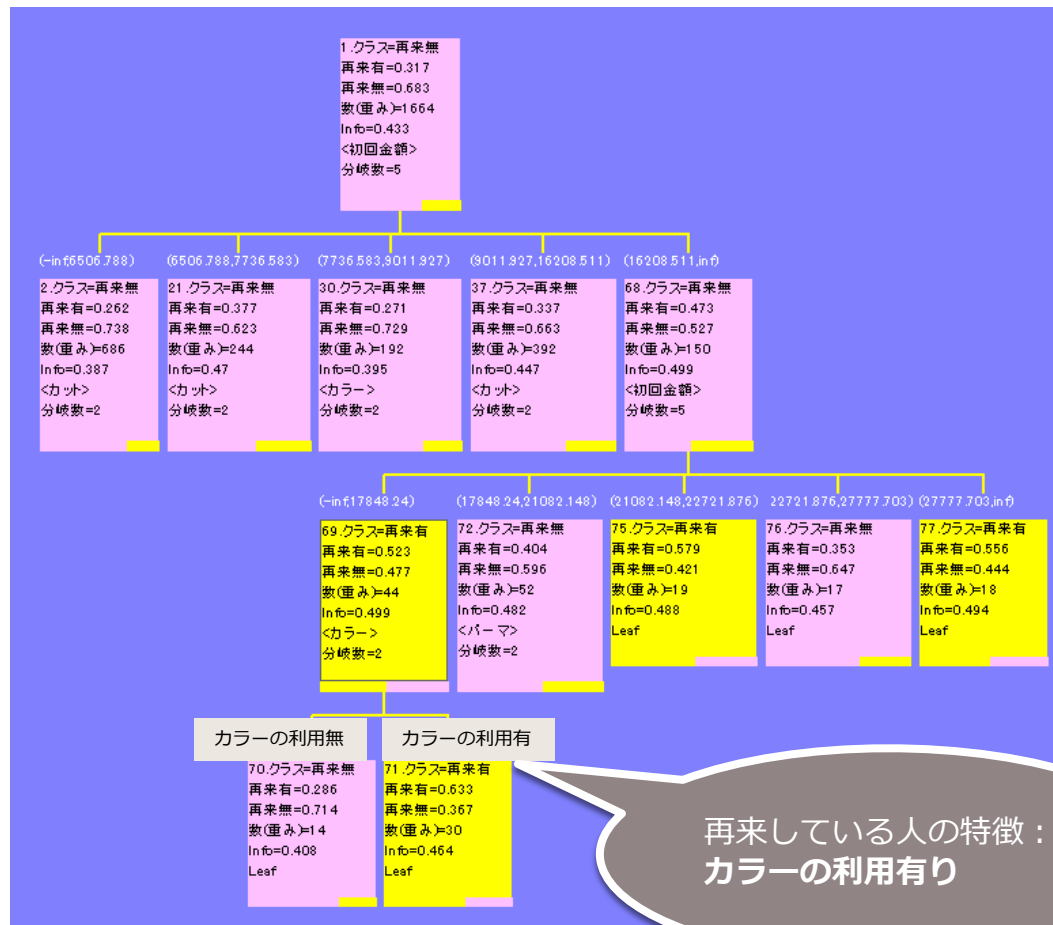 1.クラス=再来無
再来有=0.317
再来無=0.683
数(重み)=1664
Info=0.433
<初回金額>
分岐数=5
(-inf,6506.788)
(6506.788,7736.583)
(7736.583,9011.927)
(9011.927,16208.511)
(16208.511,inf)
2.クラス=再来無
再来有=0.262
再来無=0.738
数(重み)=686
Info=0.387
<カット>
分岐数=2
21.クラス=再来無
再来有=0.377
再来無=0.623
数(重み)=244
Info=0.47
<カット>
分岐数=2
30.クラス=再来無
再来有=0.271
再来無=0.729
数(重み)=192
Info=0.395
<カラー>
分岐数=2
37.クラス=再来無
再来有=0.337
再来無=0.663
数(重み)=392
Info=0.447
<カット>
分岐数=2
68.クラス=再来無
再来有=0.473
再来無=0.527
数(重み)=150
Info=0.499
<初回金額>
分岐数=5
(-inf,17848.24)
(17848.24,21082.148)
(21082.148,22721.876)
22721.876,27777.703)
(27777.703,inf)
69.クラス=再来有
再来有=0.523
再来無=0.477
数(重み)=44
Info=0.499
<カラー>
分岐数=2
72.クラス=再来無
再来有=0.404
再来無=0.596
数(重み)=52
Info=0.482
<パーマ>
分岐数=2
75.クラス=再来有
再来有=0.579
再来無=0.421
数(重み)=19
Info=0.488
Leaf
76.クラス=再来無
再来有=0.353
再来無=0.647
数(重み)=17
Info=0.457
Leaf
77.クラス=再来有
再来有=0.556
再来無=0.444
数(重み)=18
Info=0.494
Leaf
カラーの利用無
カラーの利用有
70.クラス=再来無
再来有=0.286
再来無=0.714
数(重み)=14
Info=0.408
Leaf
71.クラス=再来有
再来有=0.633
再来無=0.367
数(重み)=30
Info=0.464
Leaf
再来している人の特徴：
カラーの利用有り